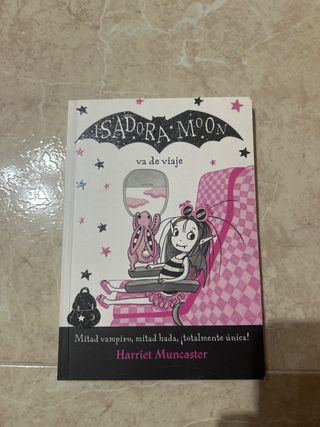 ISADORA MOON
va de viaje
Mitad vampiro, mitad hada, ¡totalmente única!
Harriet Muncaster